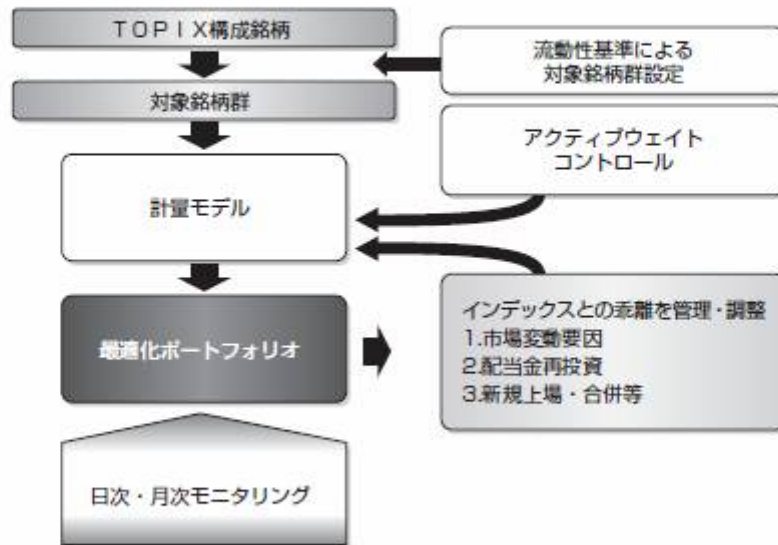 ＴＯＰＩＸ構成銘柄
流動性基準による
対象銘柄群設定
対象銘柄群
アクティブウェイト
コントロール
計量モデル
最適化ポートフォリオ
インデックスとの乖離を管理・調整
1.市場変動要因
2.配当金再投資
3.新規上場・合併等
日次・月次モニタリング